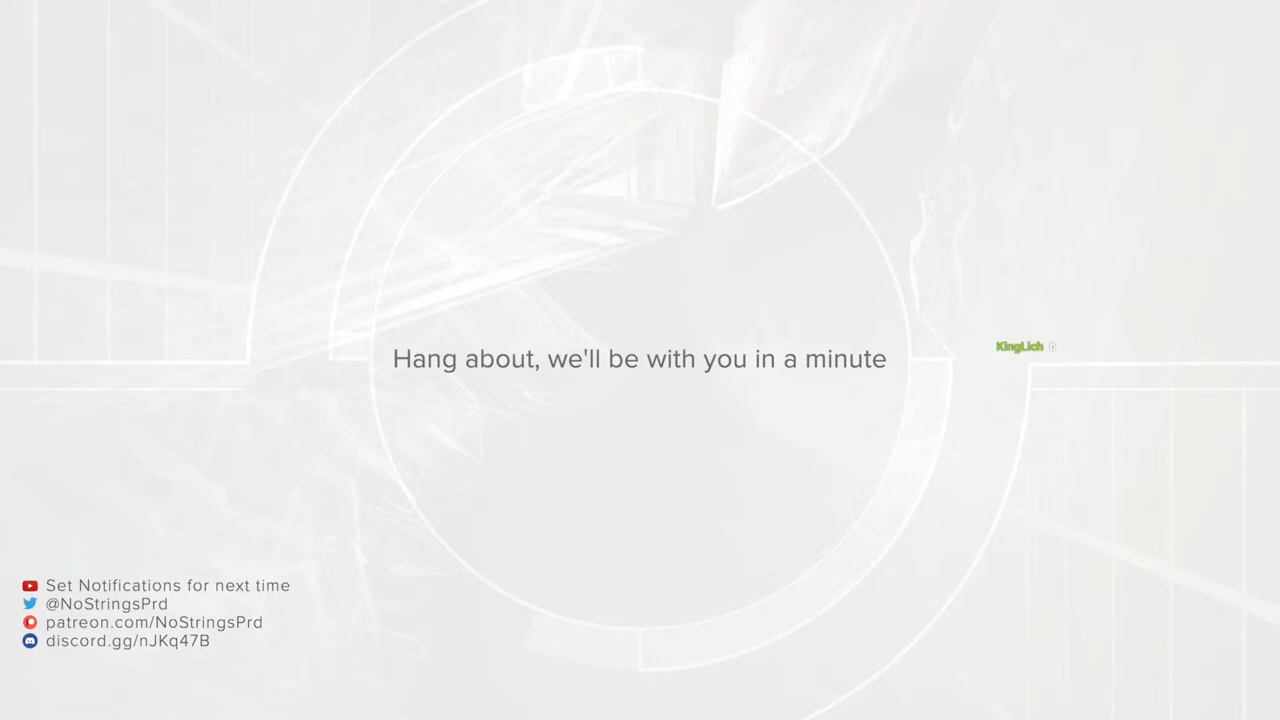 Hang about, we'll be with you in a minute
KingLich b
Set Notifications for next time
@NoStringsPrd
patreon.com/NoStringsPrd
discord.gg/nJKq47B